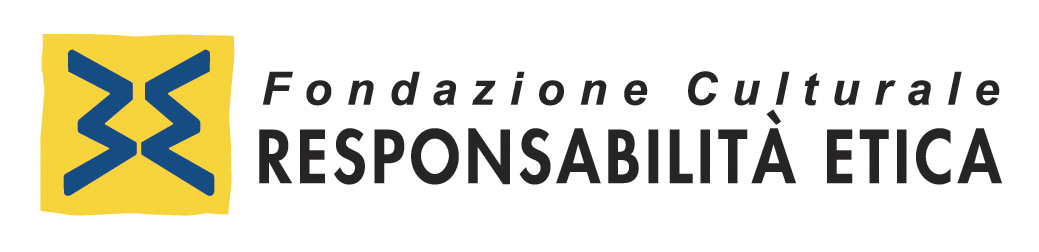 Fondazione Culturale
RESPONSABILITÀ ETICA